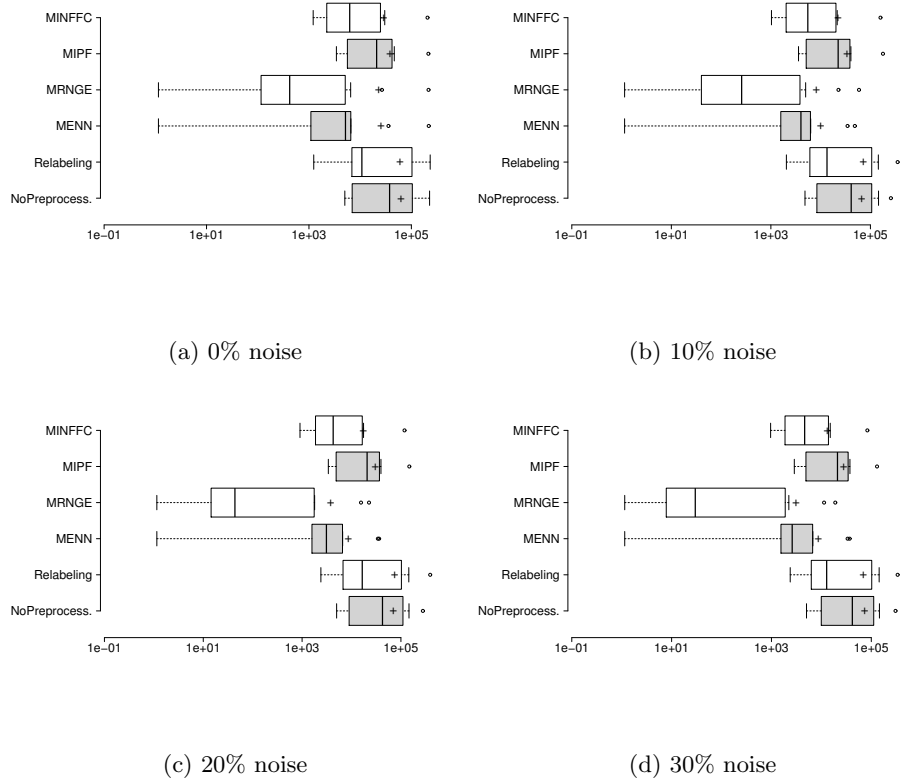 MINFFC
MIPF
MRNGE
MENN
Relabeling
NoPreprocess.
1e−01 1e+01 1e+03 1e+05
(a) 0% noise
MINFFC
MIPF
MRNGE
MENN
Relabeling
NoPreprocess.
1e−01 1e+01 1e+03 1e+05
(b) 10% noise
MINFFC
MIPF
MRNGE
MENN
Relabeling
NoPreprocess.
1e−01 1e+01 1e+03 1e+05
(c) 20% noise
MINFFC
MIPF
MRNGE
MENN
Relabeling
NoPreprocess.
1e−01 1e+01 1e+03 1e+05
(d) 30% noise